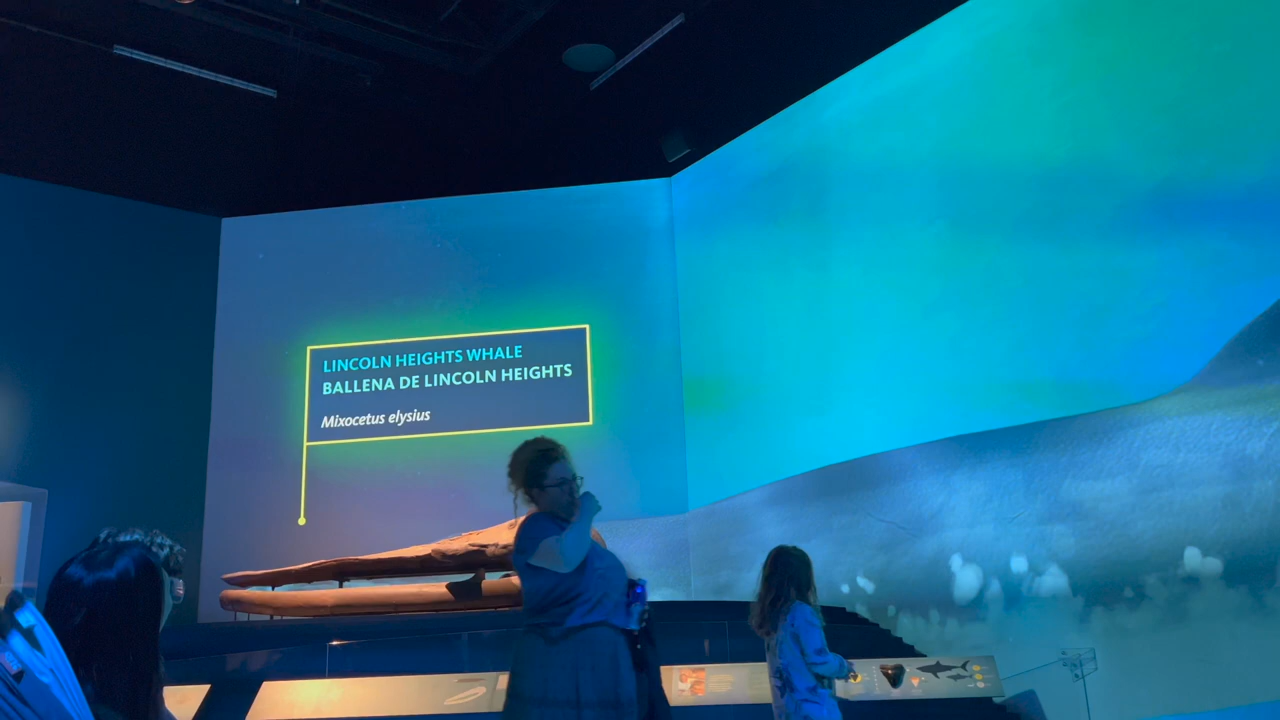 LINCOLN HEIGHTS WHALE
BALLENA DE LINCOLN HEIGHTS
Mixocetus elysius